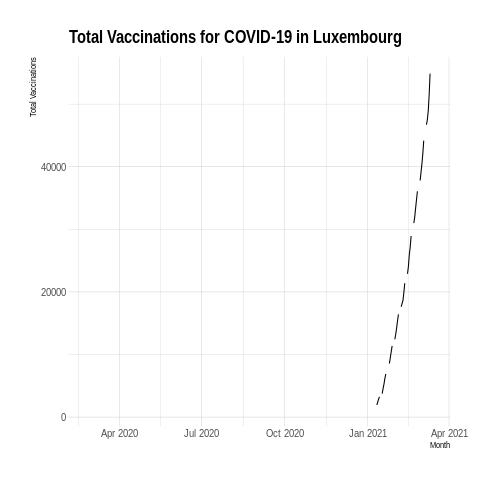 Total Vaccinations for COVID-19 in Luxembourg
Total Vaccinations
40000
20000
0
Apr 2020 Jul 2020 Oct 2020 Jan 2021 Apr 2021
Month